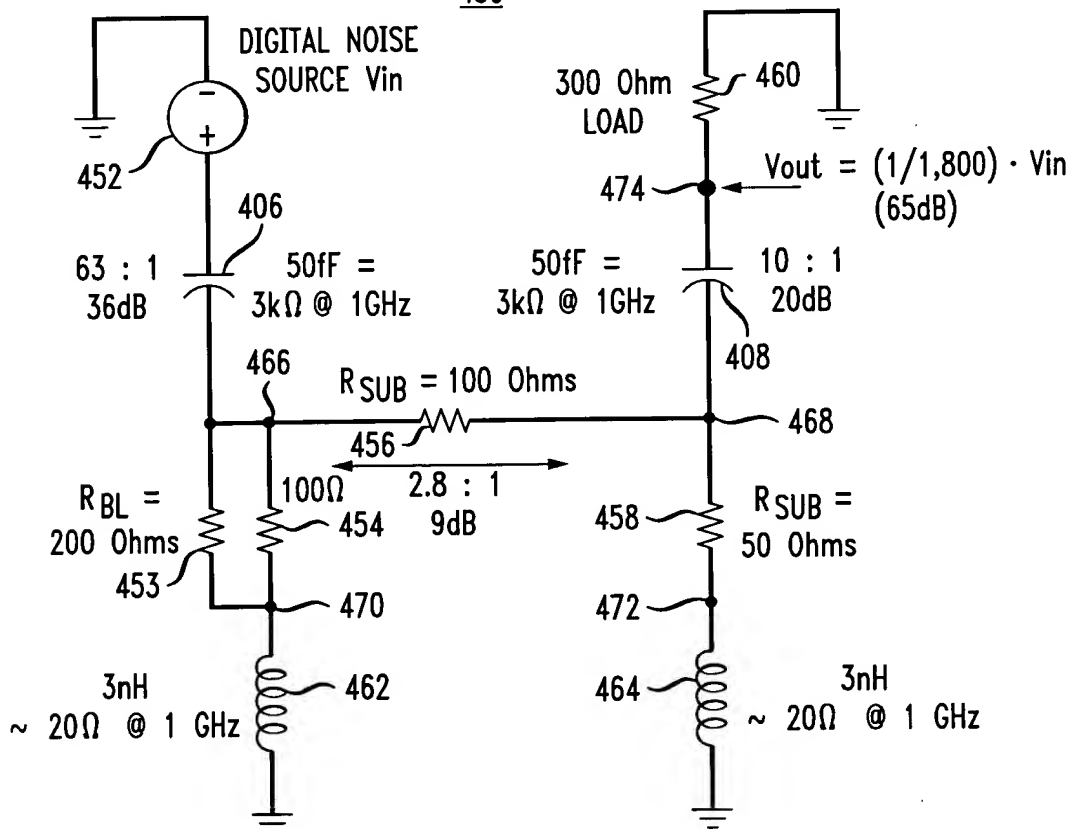 DIGITAL NOISE
SOURCE Vin
452
406
63 : 1
36dB
50fF =
3kΩ @ 1GHz
300 Ohm
LOAD
460
474
Vout = (1/1,800) · Vin
(65dB)
50fF =
3kΩ @ 1GHz
10 : 1
20dB
408
466
RSUB = 100 Ohms
456
468
2.8 : 1
9dB
RBL =
200 Ohms
453
100Ω
454
458
RSUB =
50 Ohms
470
472
3nH
~ 20Ω @ 1 GHz
462
464
3nH
~ 20Ω @ 1 GHz